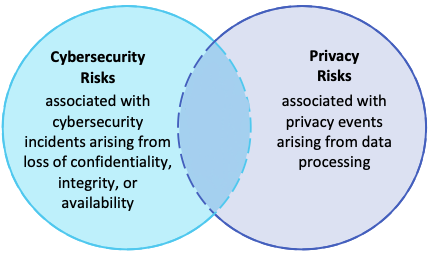 Cybersecurity
Risks
associated with
cybersecurity
incidents arising from
loss of confidentiality,
integrity, or
availability
Privacy
Risks
associated with
privacy events
arising from data
processing